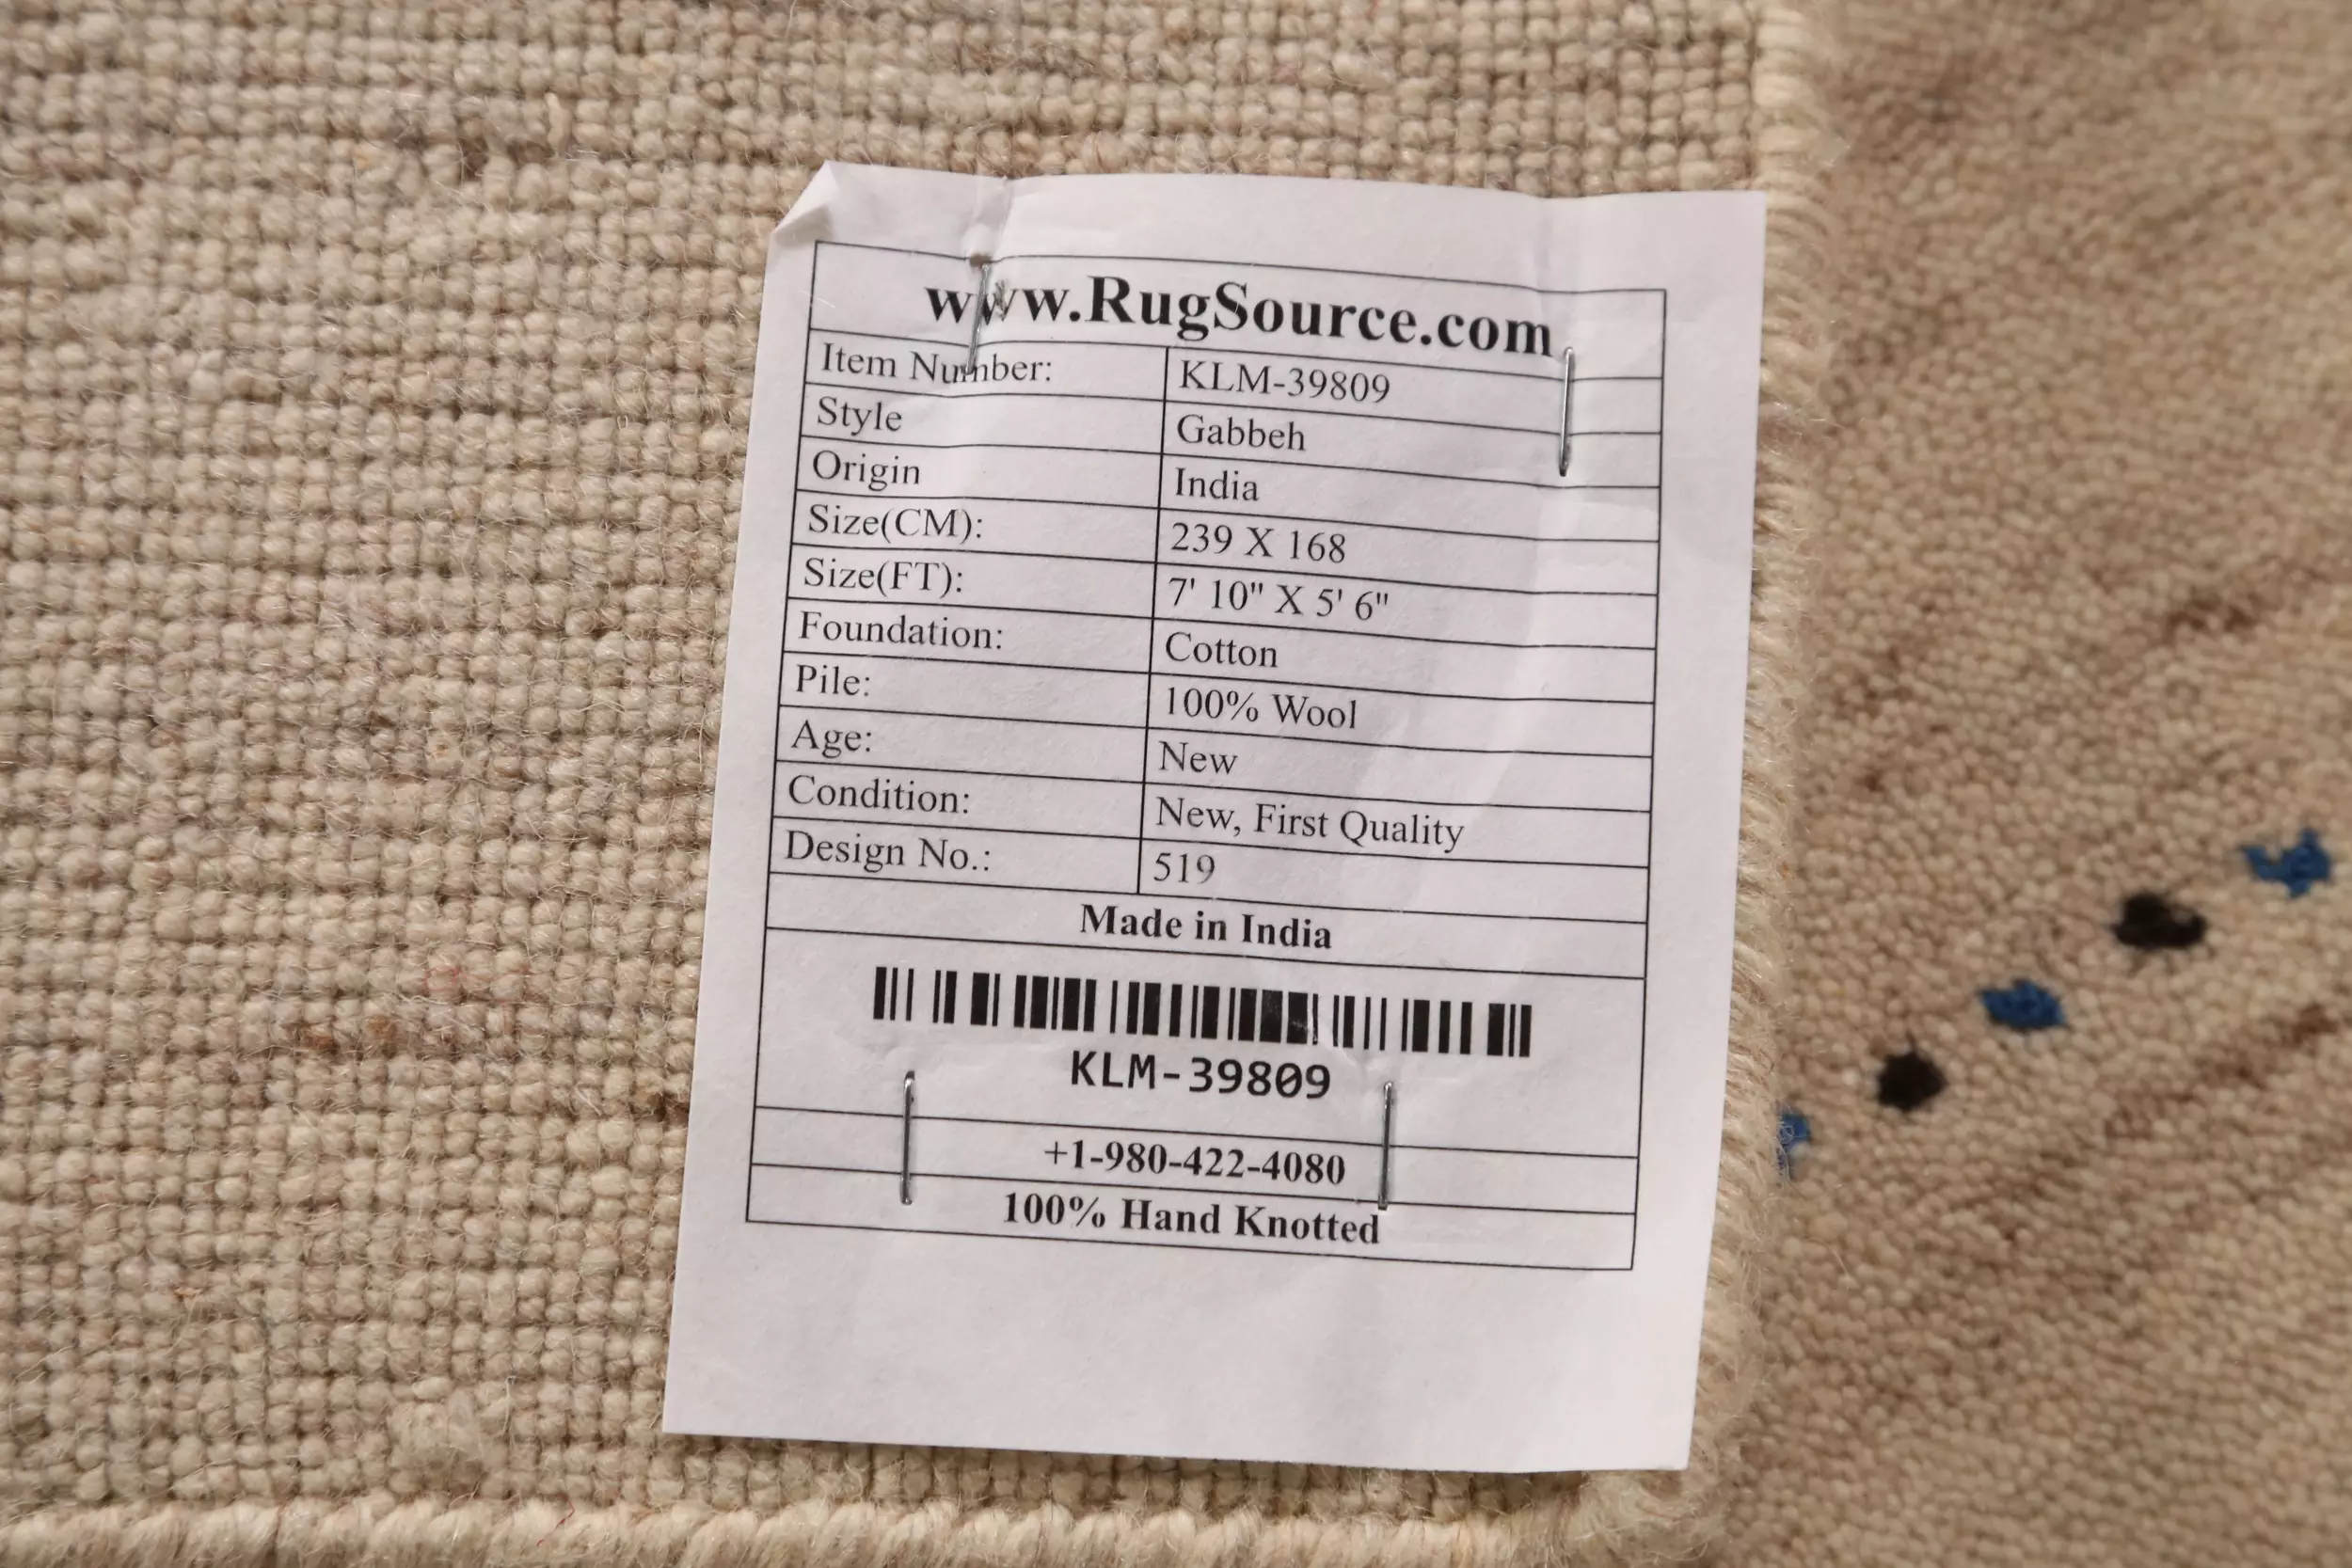 www.RugSource.com
Item Number: KLM-39809
Style Gabbeh
Origin India
Size(CM): 239 X 168
Size(FT): 7' 10" X 5' 6"
Foundation: Cotton
Pile: 100% Wool
Age: New
Condition: New, First Quality
Design No.: 519
Made in India
KLM-39809
+1-980-422-4080
100% Hand Knotted